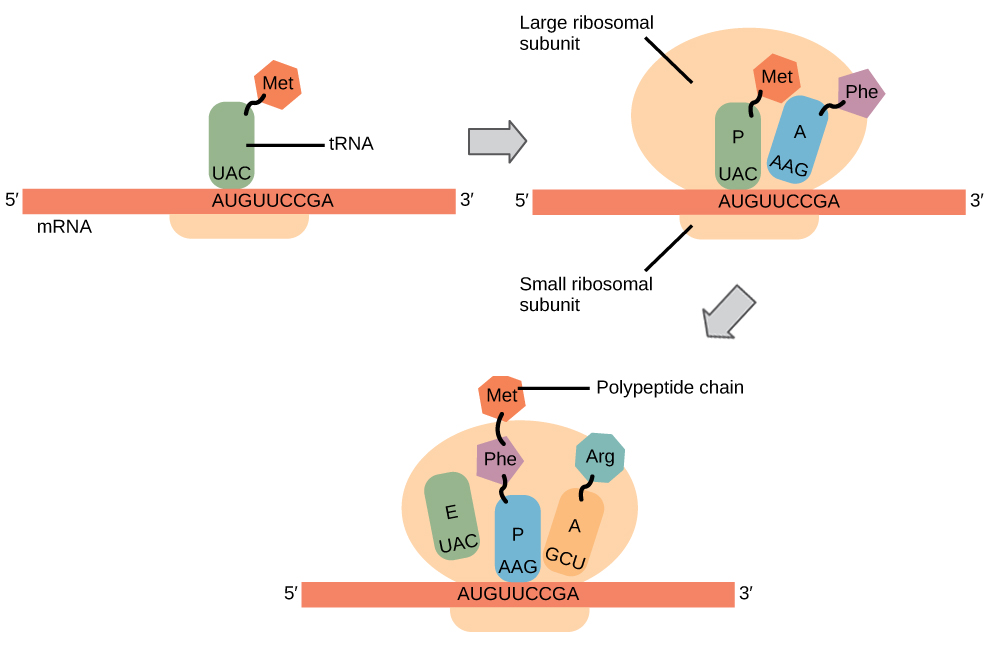 Met
tRNA
UAC
5′ AUGUUCCGA 3′
mRNA
Large ribosomal
subunit
Met
Phe
P
A
UAC
AAG
5′ AUGUUCCGA 3′
Small ribosomal
subunit
Met
Polypeptide chain
Phe
Arg
E
P
A
UAC
AAG
GCU
5′ AUGUUCCGA 3′